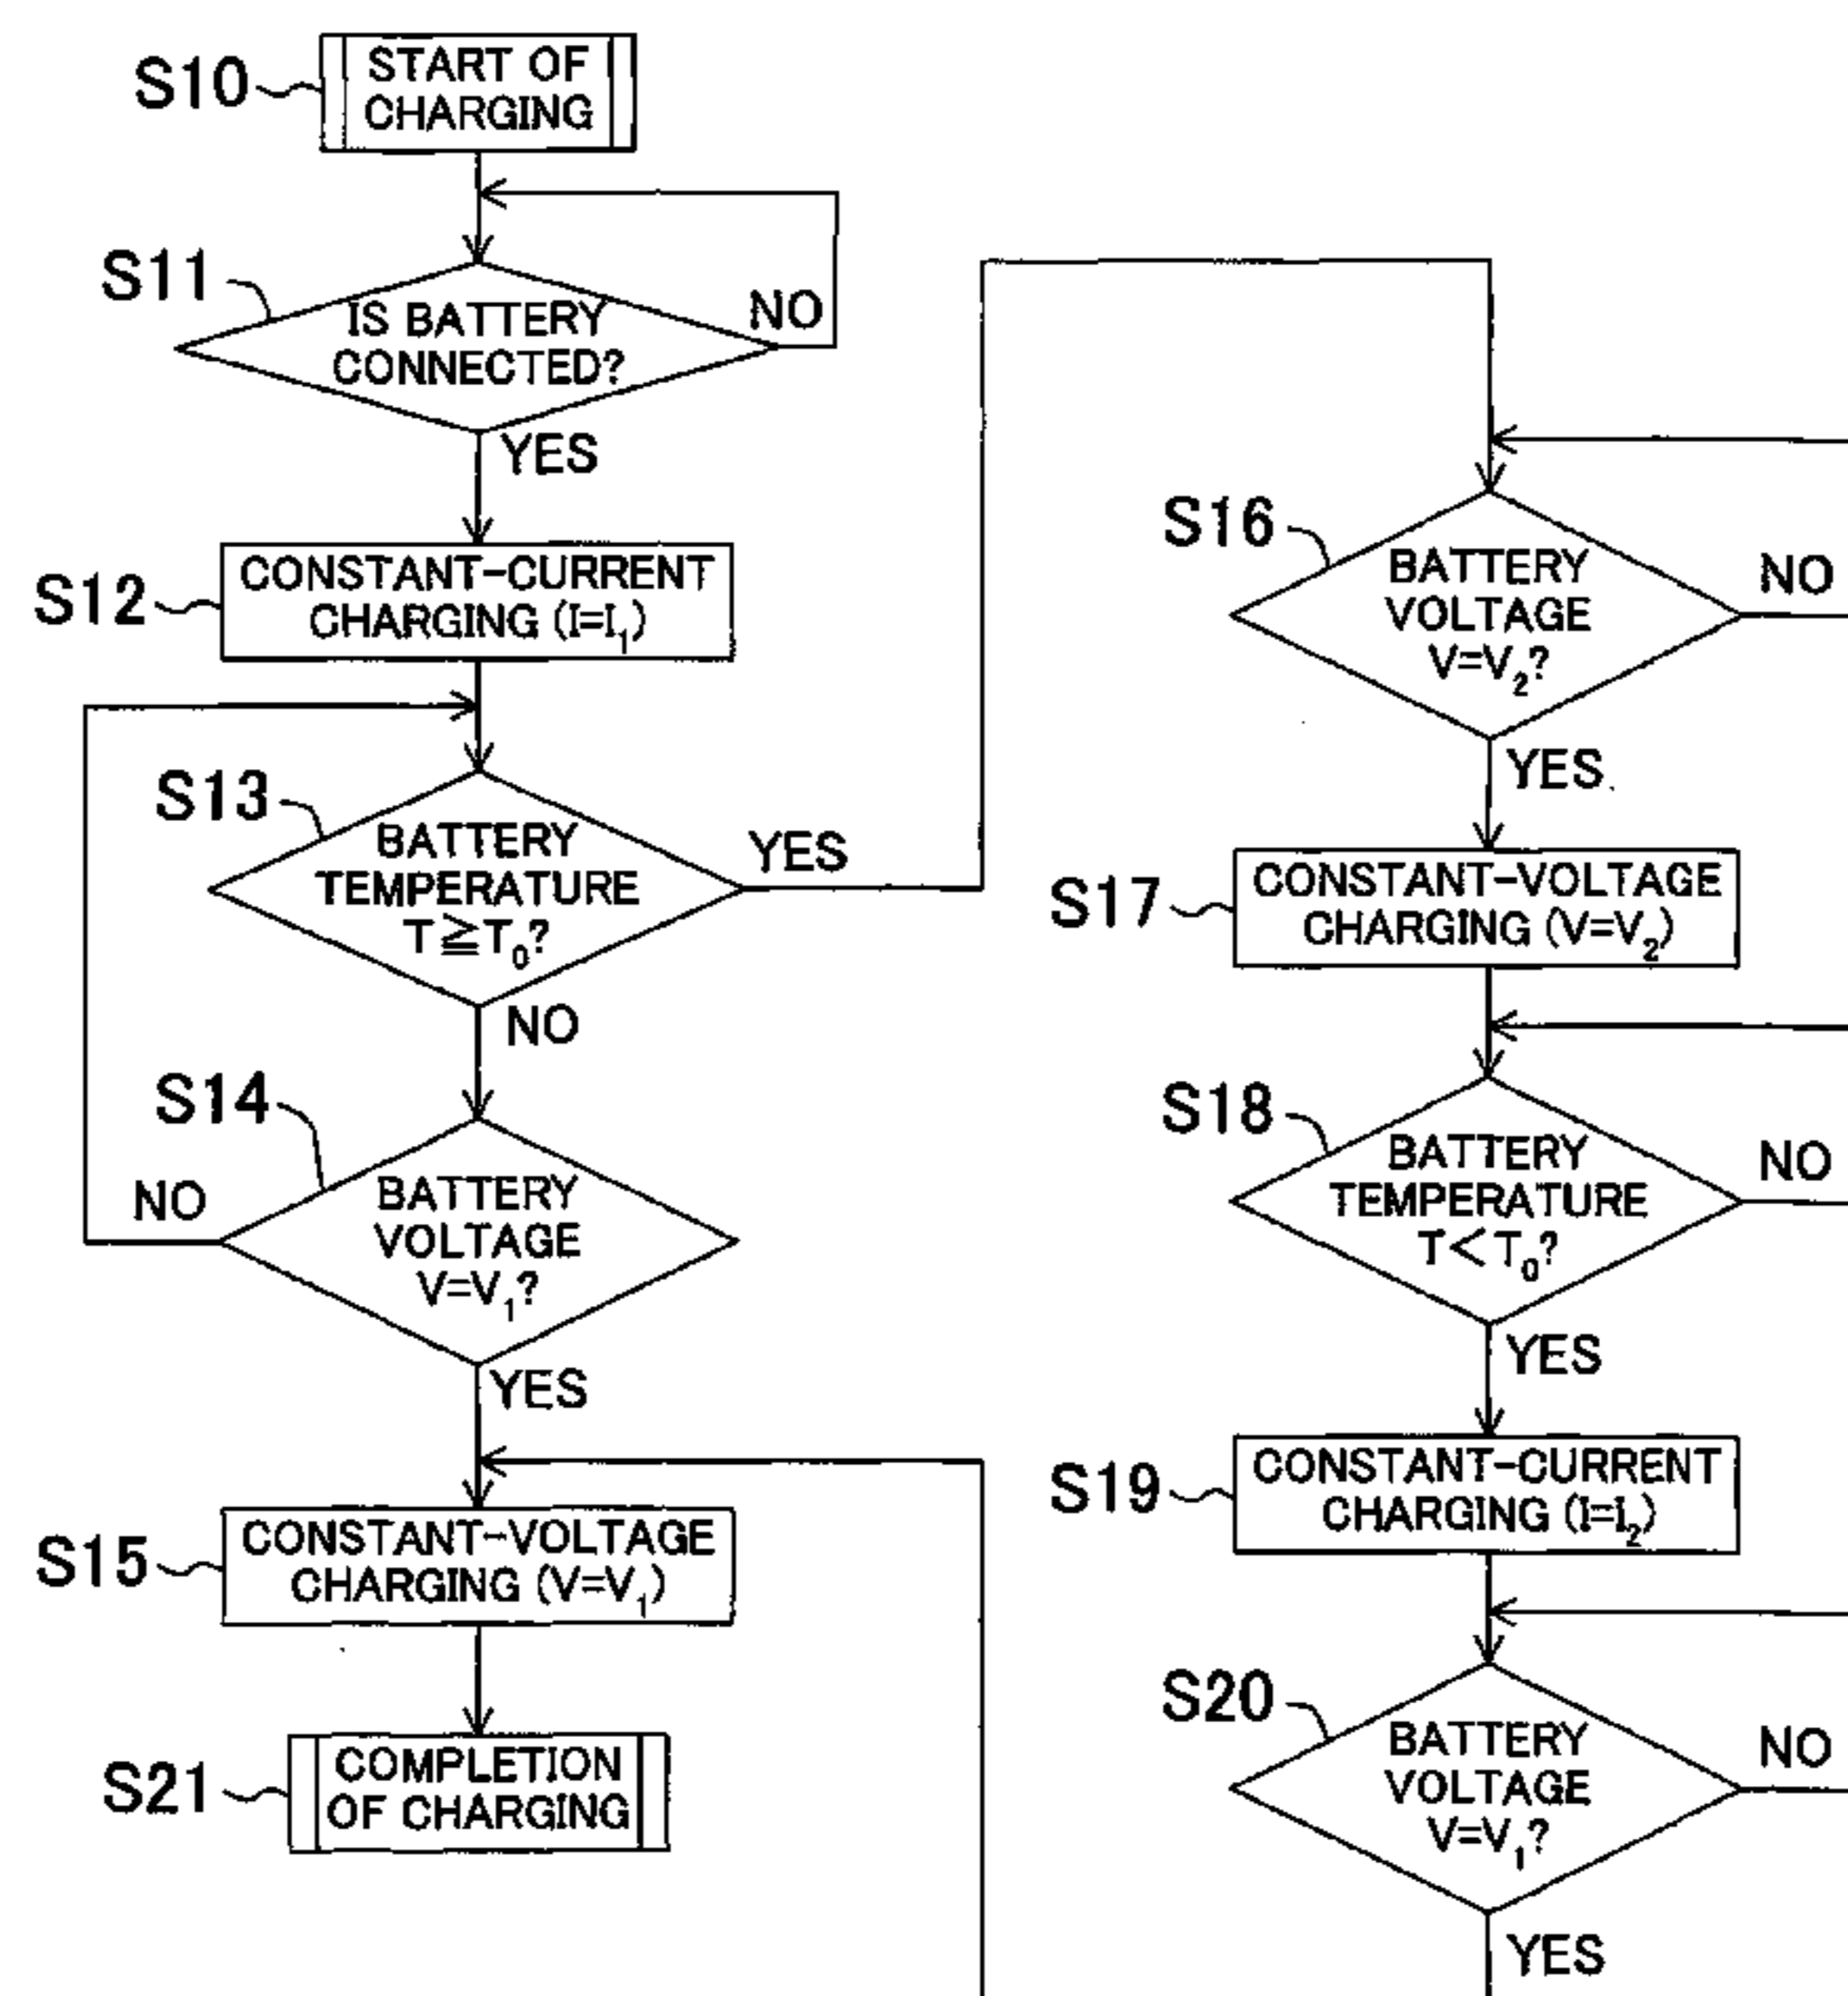 S10
START OF
CHARGING
S11
IS BATTERY
CONNECTED?
NO
YES
S12
CONSTANT-CURRENT
CHARGING (I=I₁)
S13
BATTERY
TEMPERATURE
T≧T₀?
YES
NO
S14
BATTERY
VOLTAGE
V=V₁?
NO
YES
S15
CONSTANT-VOLTAGE
CHARGING (V=V₁)
S21
COMPLETION
OF CHARGING
S16
BATTERY
VOLTAGE
V=V₂?
NO
YES
S17
CONSTANT-VOLTAGE
CHARGING (V=V₂)
S18
BATTERY
TEMPERATURE
T<T₀?
NO
YES
S19
CONSTANT-CURRENT
CHARGING (I=I₂)
S20
BATTERY
VOLTAGE
V=V₁?
NO
YES